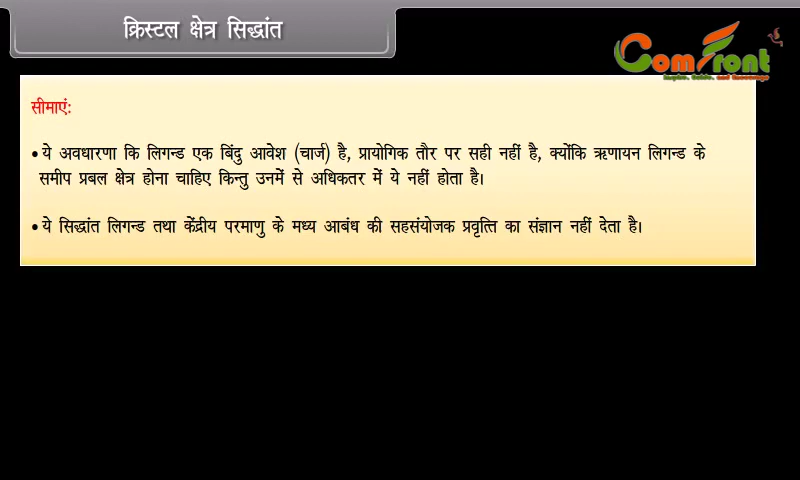 क्रिस्टल क्षेत्र सिद्धांत
ComFront
सीमाएं:
• ये अवधारणा कि लिगन्ड एक बिंदु आवेश (चार्ज) है, प्रायोगिक तौर पर सही नहीं है, क्योंकि ऋणायन लिगन्ड के
समीप प्रबल क्षेत्र होना चाहिए किन्तु उनमें से अधिकतर में ये नहीं होता है।
• ये सिद्धांत लिगन्ड तथा केंद्रीय परमाणु के मध्य आबंध की सहसंयोजक प्रवृत्ति का संज्ञान नहीं देता है।